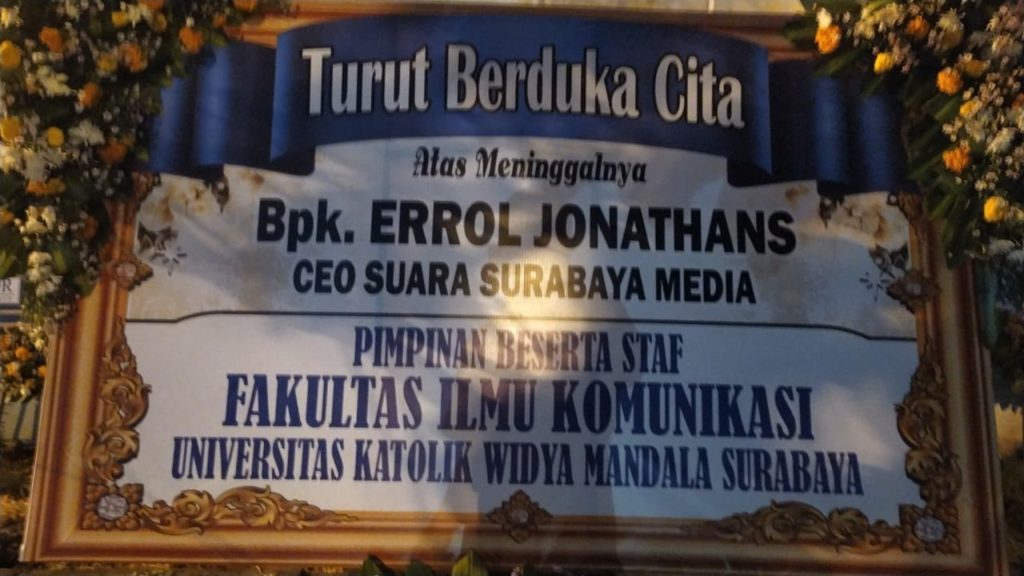 Turut Berduka Cita
Atas Meninggalnya
Bpk. ERROL JONATHANS
CEO SUARA SURABAYA MEDIA
PIMPINAN BESERTA STAF
FAKULTAS ILMU KOMUNIKASI
UNIVERSITAS KATOLIK WIDYA MANDALA SURABAYA